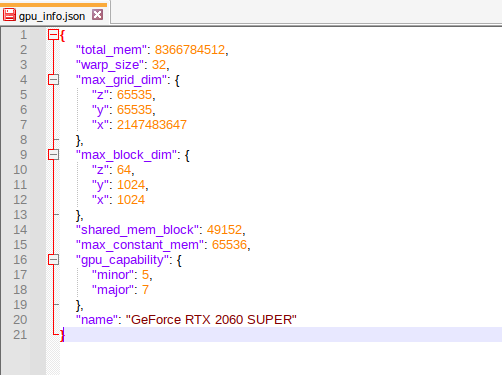 gpu_info.json
1 {
2 "total_mem": 8366784512,
3 "warp_size": 32,
4 "max_grid_dim": {
5 "z": 65535,
6 "y": 65535,
7 "x": 2147483647
8 },
9 "max_block_dim": {
10 "z": 64,
11 "y": 1024,
12 "x": 1024
13 },
14 "shared_mem_block": 49152,
15 "max_constant_mem": 65536,
16 "gpu_capability": {
17 "minor": 5,
18 "major": 7
19 },
20 "name": "GeForce RTX 2060 SUPER"
21 }